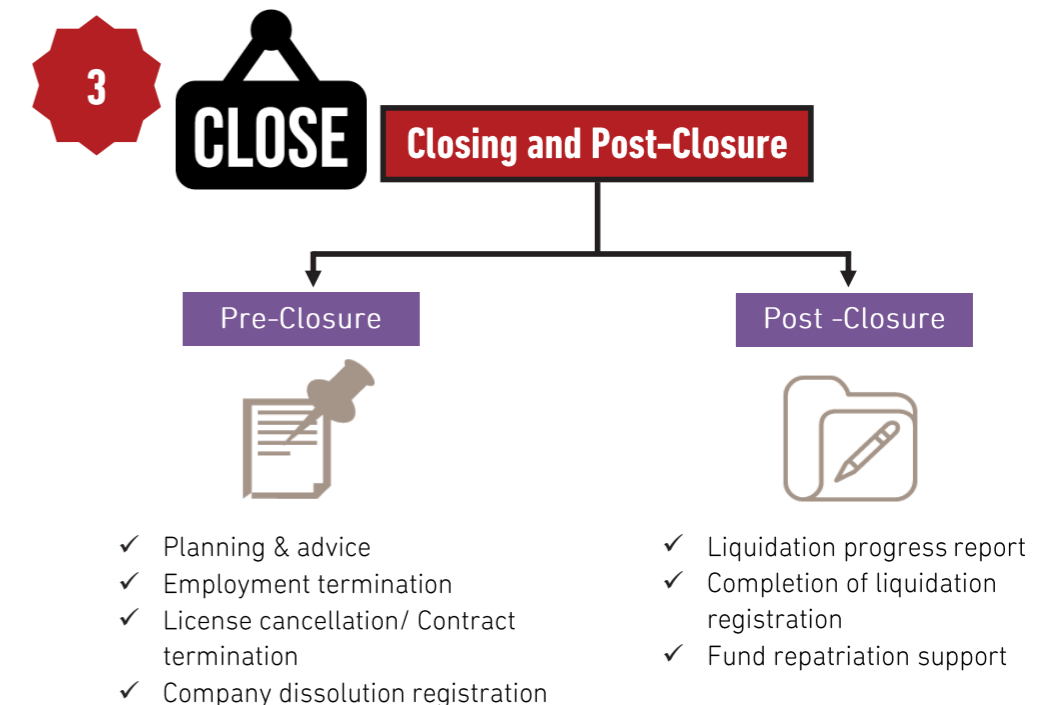 3
CLOSE
Closing and Post-Closure
Pre-Closure
Post -Closure
✓ Planning & advice
✓ Employment termination
✓ License cancellation/ Contract
termination
✓ Company dissolution registration
✓ Liquidation progress report
✓ Completion of liquidation
registration
✓ Fund repatriation support